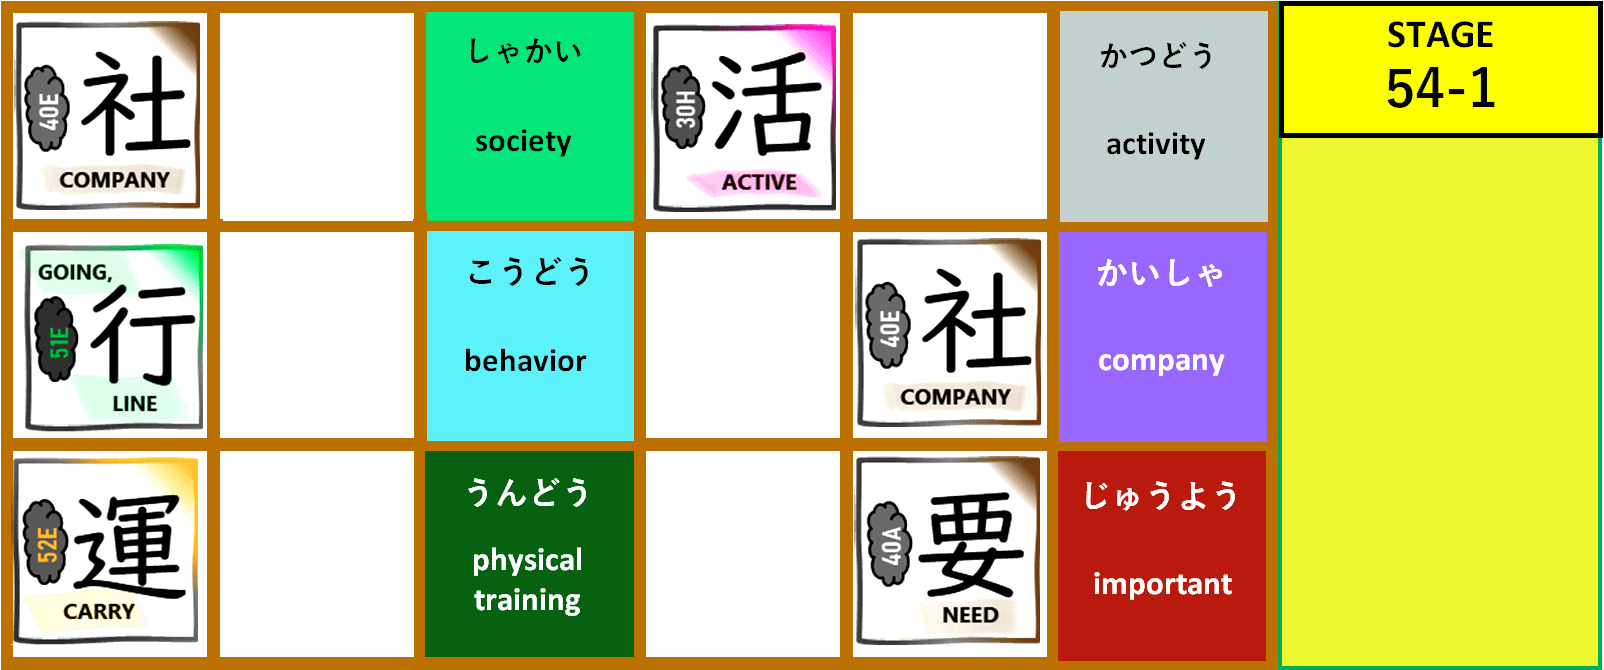 40E
社
COMPANY
しゃかい
society
30H
活
ACTIVE
かつどう
activity
STAGE
54-1
GOING,
51E
行
LINE
こうどう
behavior
40E
社
COMPANY
かいしゃ
company
52E
運
CARRY
うんどう
physical
training
40A
要
NEED
じゅうよう
important